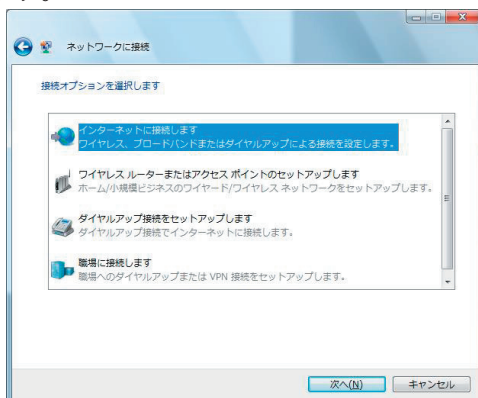 ネットワークに接続
接続オプションを選択します
インターネットに接続します
ワイヤレス、ブロードバンドまたはダイヤルアップによる接続を設定します。
ワイヤレス ルーターまたはアクセス ポイントのセットアップします
ホーム/小規模ビジネスのワイヤード/ワイヤレス ネットワークをセットアップします。
ダイヤルアップ接続をセットアップします
ダイヤルアップ接続でインターネットに接続します。
職場に接続します
職場へのダイヤルアップまたは VPN 接続をセットアップします。
次へ(N)
キャンセル